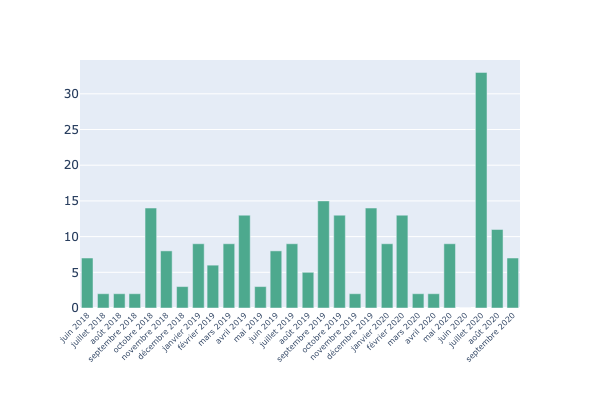 30
25
20
15
10
5
0
juin 2018
juillet 2018
août 2018
septembre 2018
octobre 2018
novembre 2018
décembre 2018
janvier 2019
février 2019
mars 2019
avril 2019
mai 2019
juin 2019
juillet 2019
août 2019
septembre 2019
octobre 2019
novembre 2019
décembre 2019
janvier 2020
février 2020
mars 2020
avril 2020
mai 2020
juin 2020
juillet 2020
août 2020
septembre 2020